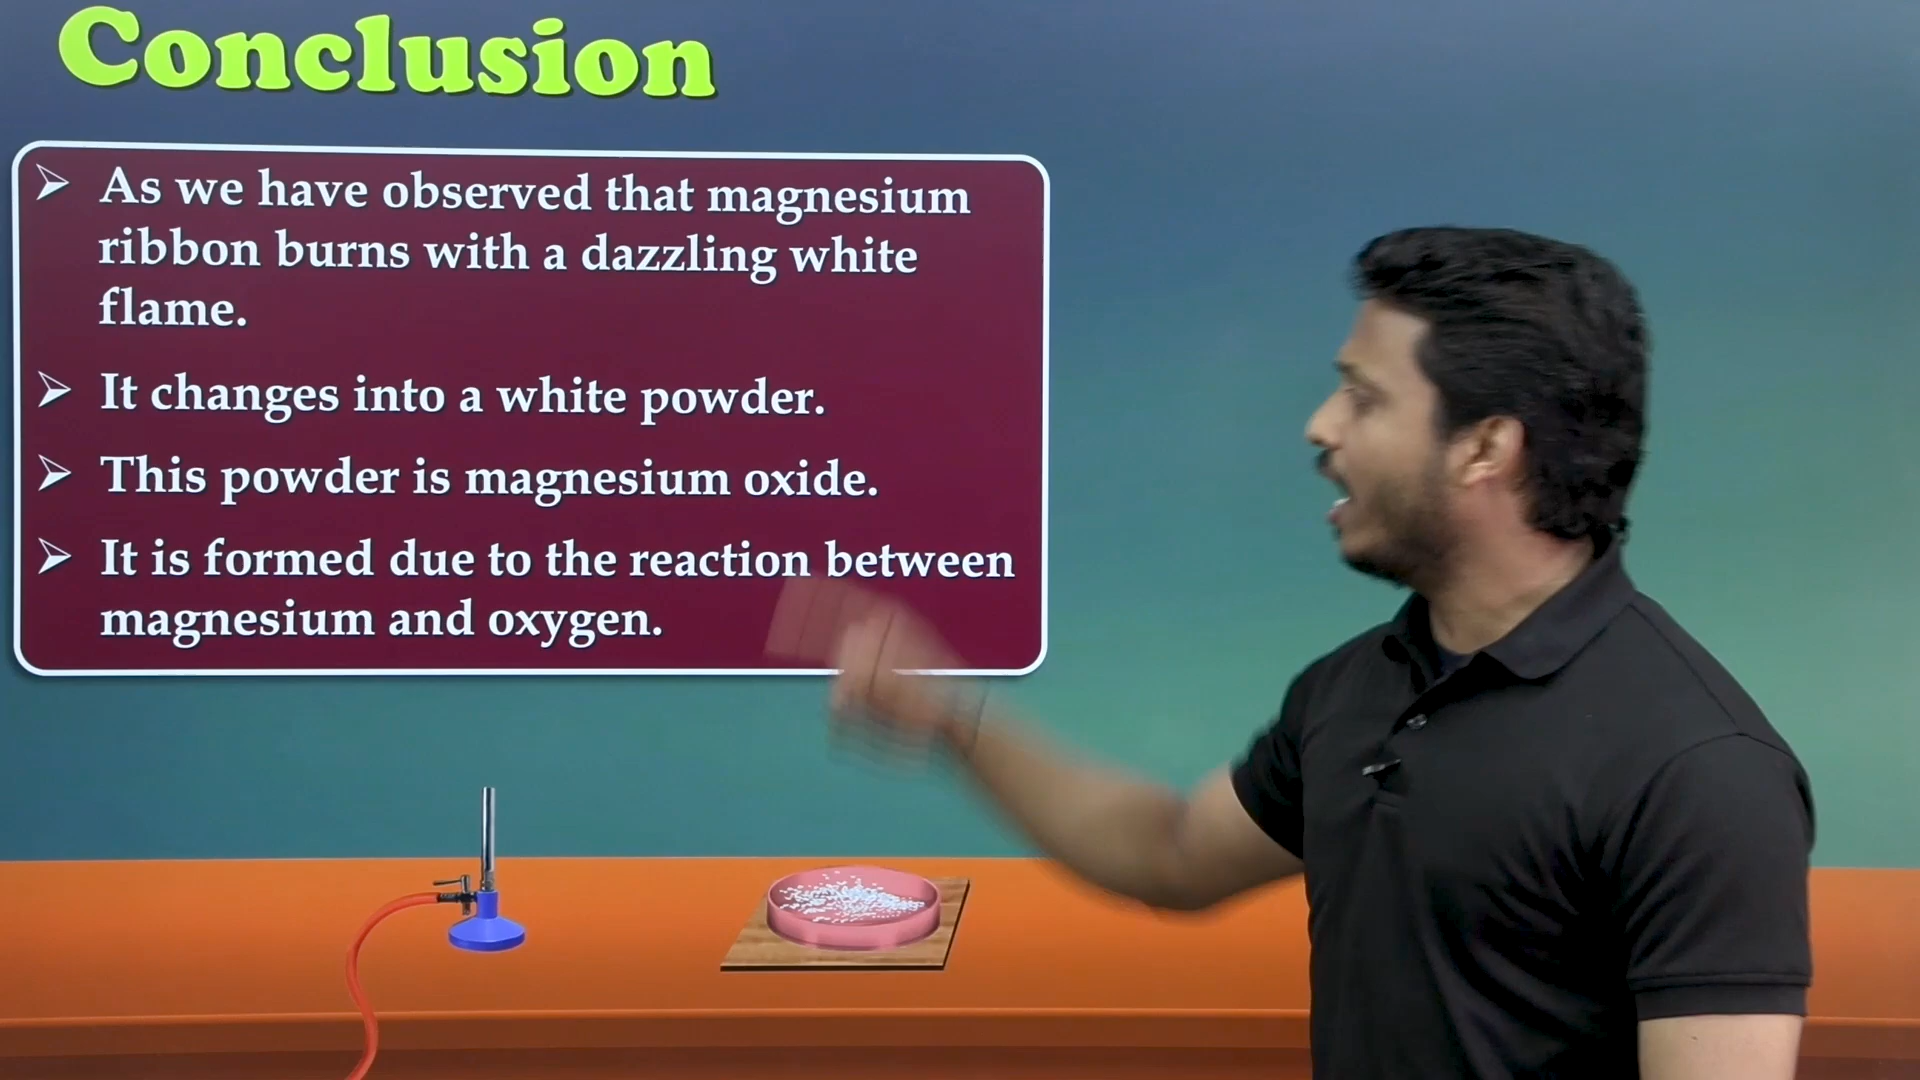 Conclusion
As we have observed that magnesium
ribbon burns with a dazzling white
flame.
It changes into a white powder.
This powder is magnesium oxide.
It is formed due to the reaction between
magnesium and oxygen.